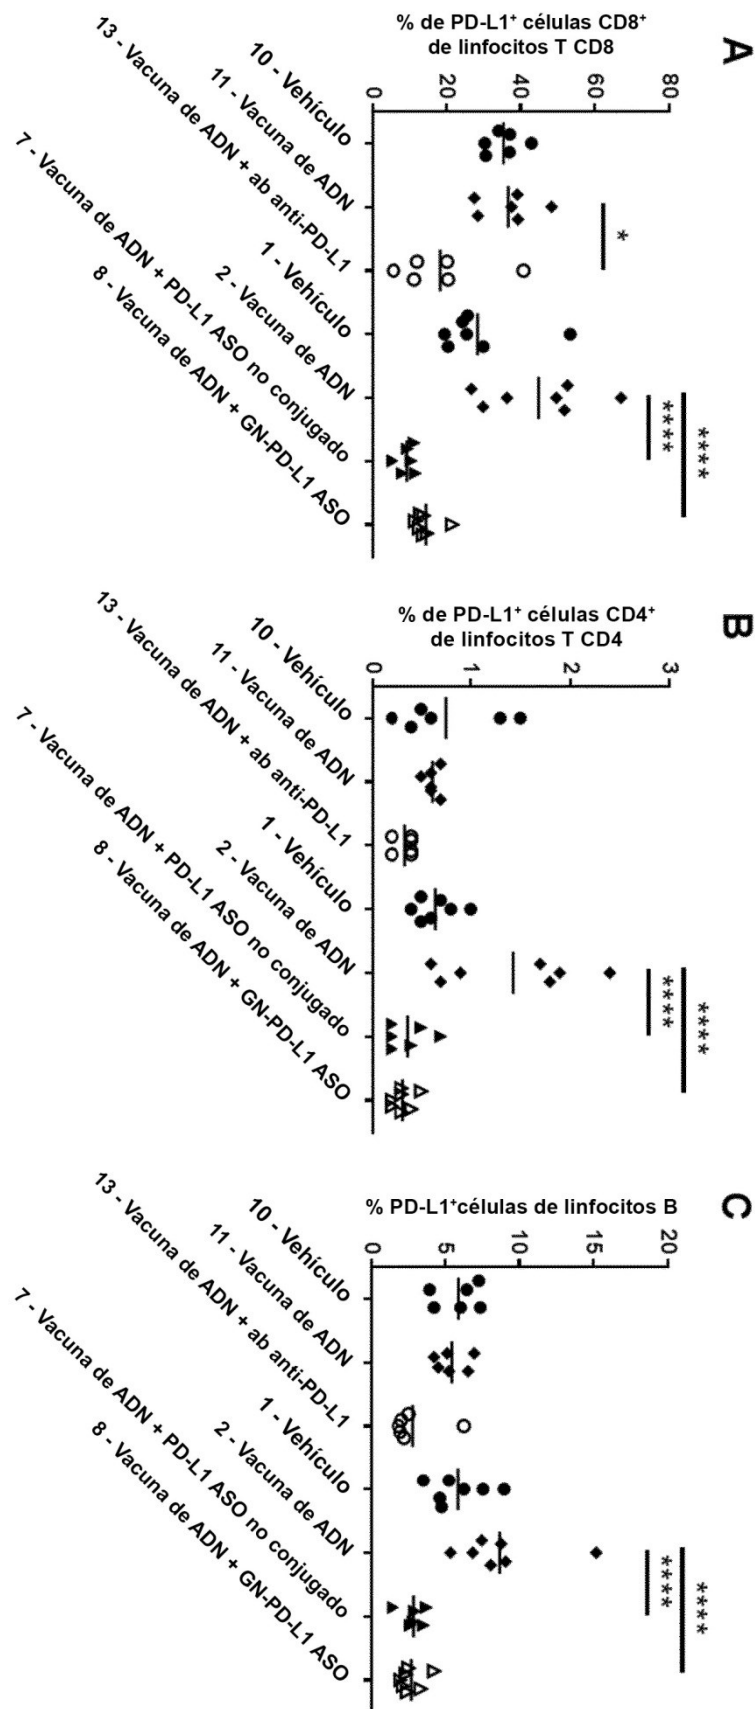 A
% de PD-L1⁺ células CD8⁺
de linfocitos T CD8
80
60
40
20
0
*
****
****
10 - Vehículo
11 - Vacuna de ADN
13 - Vacuna de ADN + ab anti-PD-L1
1 - Vehículo
2 - Vacuna de ADN
7 - Vacuna de ADN + PD-L1 ASO no conjugado
8 - Vacuna de ADN + GN-PD-L1 ASO
B
% de PD-L1⁺ células CD4⁺
de linfocitos T CD4
3
2
1
0
****
****
10 - Vehículo
11 - Vacuna de ADN
13 - Vacuna de ADN + ab anti-PD-L1
1 - Vehículo
2 - Vacuna de ADN
7 - Vacuna de ADN + PD-L1 ASO no conjugado
8 - Vacuna de ADN + GN-PD-L1 ASO
C
% PD-L1⁺células de linfocitos B
20
15
10
5
0
****
****
10 - Vehículo
11 - Vacuna de ADN
13 - Vacuna de ADN + ab anti-PD-L1
1 - Vehículo
2 - Vacuna de ADN
7 - Vacuna de ADN + PD-L1 ASO no conjugado
8 - Vacuna de ADN + GN-PD-L1 ASO